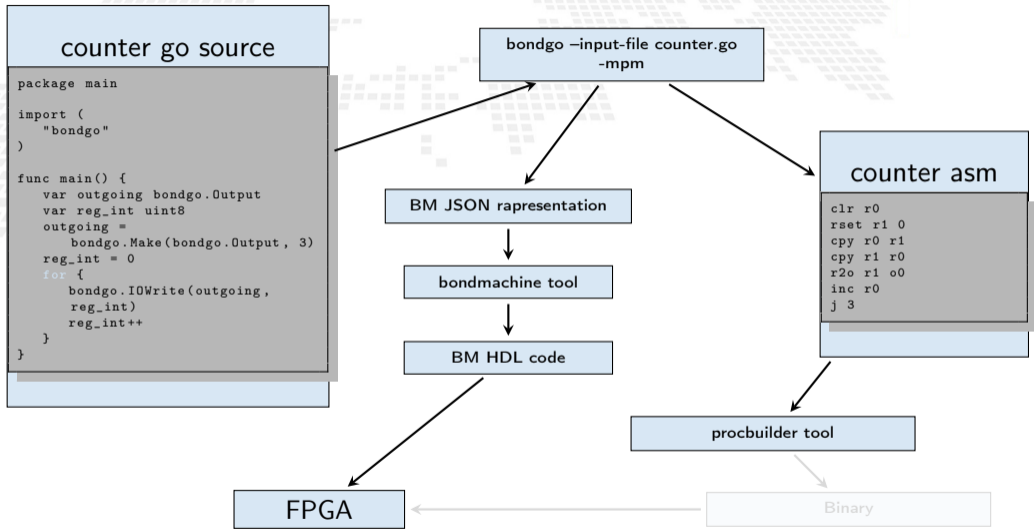 counter go source
package main
import (
"bondgo"
)
func main() {
var outgoing bondgo.Output
var reg_int uint8
outgoing =
bondgo.Make(bondgo.Output, 3)
reg_int = 0
for {
bondgo.IOWrite(outgoing,
reg_int)
reg_int++
}
}
bondgo –input-file counter.go
-mpm
BM JSON rapresentation
bondmachine tool
BM HDL code
FPGA
counter asm
clr r0
rset r1 0
cpy r0 r1
cpy r1 r0
r2o r1 o0
inc r0
j 3
procbuilder tool
Binary